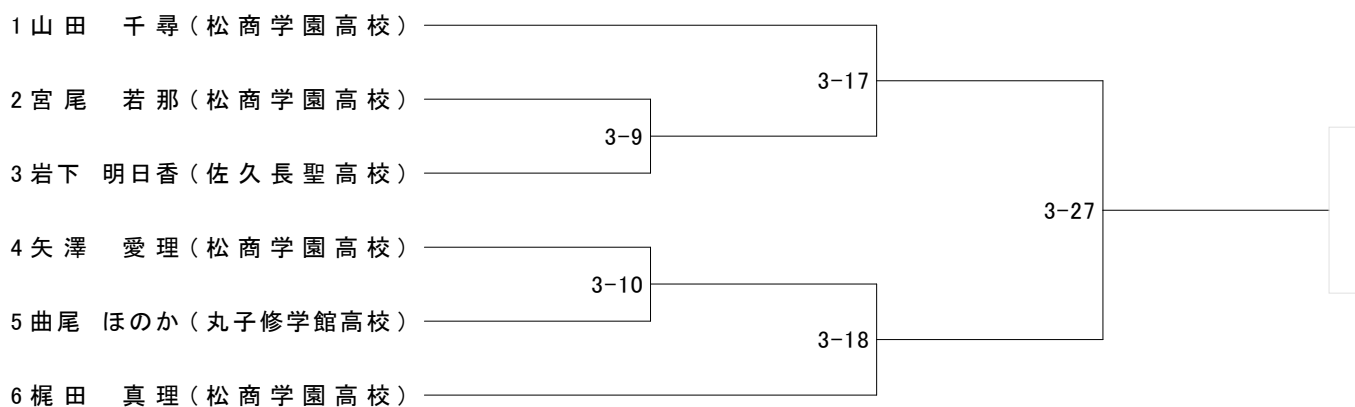 1 山田 千尋(松商学園高校)
3-17
2 宮尾 若那(松商学園高校)
3-9
3 岩下 明日香(佐久長聖高校)
3-27
4 矢澤 愛理(松商学園高校)
3-10
5 曲尾 ほのか(丸子修学館高校)
3-18
6 梶田 真理(松商学園高校)